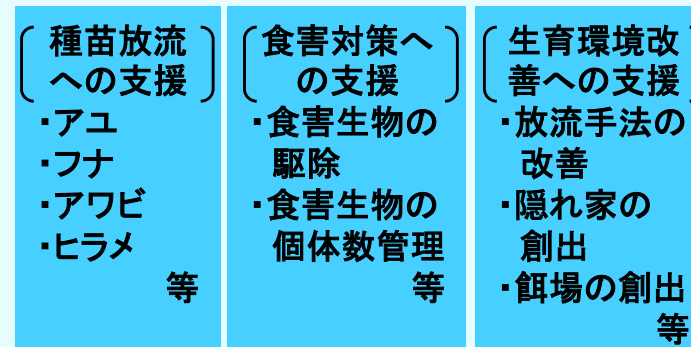 種苗放流
への支援
・アユ
・フナ
・アワビ
・ヒラメ
等
食害対策へ
の支援
・食害生物の
駆除
・食害生物の
個体数管理
等
生育環境改
善への支援
・放流手法の
改善
・隠れ家の
創出
・餌場の創出
等